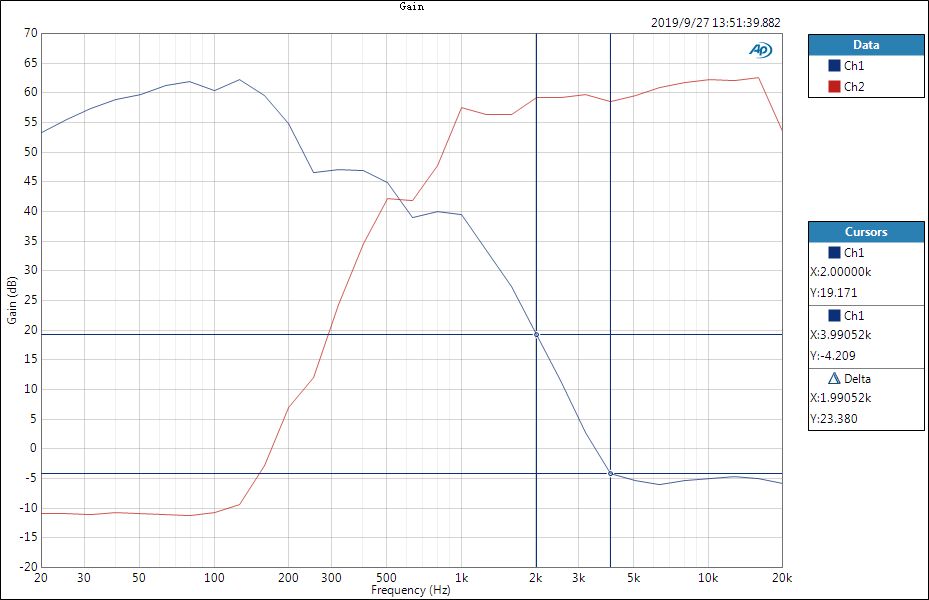 Gain
2019/9/27 13:51:39.882
AP
70
65
60
55
50
45
40
35
30
25
20
15
10
5
0
-5
-10
-15
-20
Gain (dB)
20 30 50 100 200 300 500 1k 2k 3k 5k 10k 20k
Frequency (Hz)
Data
Ch1
Ch2
Cursors
Ch1
X:2.00000k
Y:19.171
Ch1
X:3.99052k
Y:-4.209
Delta
X:1.99052k
Y:23.380